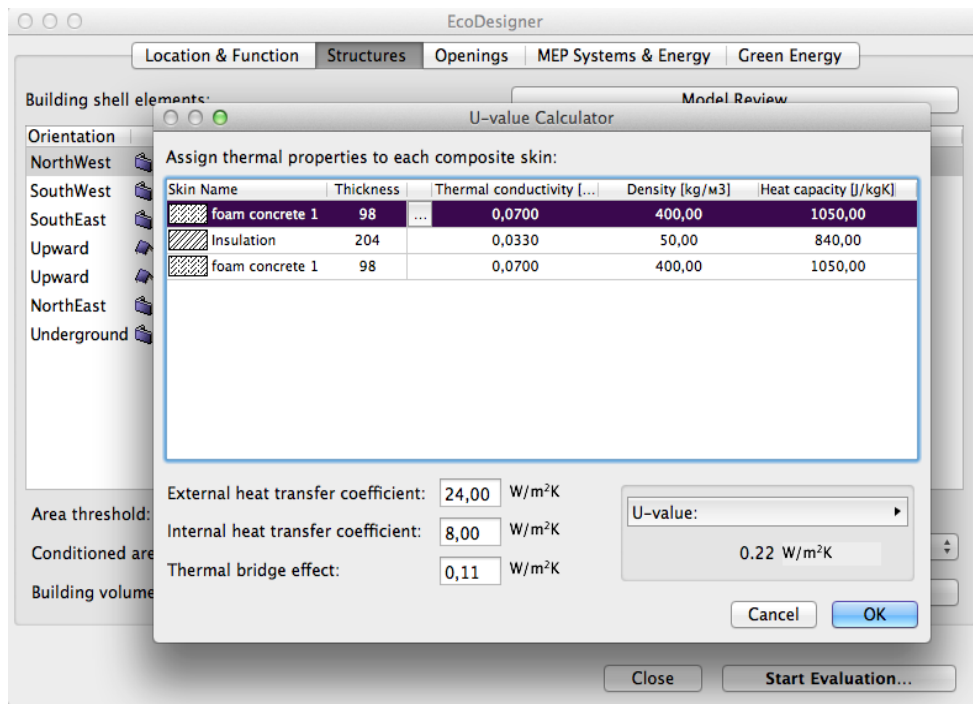 EcoDesigner
Location & Function Structures Openings MEP Systems & Energy Green Energy
Building shell elements: Model Review
Orientation
NorthWest
SouthWest
SouthEast
Upward
Upward
NorthEast
Underground
U-value Calculator
Assign thermal properties to each composite skin:
Skin Name Thickness Thermal conductivity [...] Density [kg/м3] Heat capacity [J/kgK]
foam concrete 1 98 ... 0,0700 400,00 1050,00
Insulation 204 0,0330 50,00 840,00
foam concrete 1 98 0,0700 400,00 1050,00
External heat transfer coefficient: 24,00 W/m²K
Internal heat transfer coefficient: 8,00 W/m²K
Thermal bridge effect: 0,11 W/m²K
U-value:
0.22 W/m²K
Cancel OK
Area threshold:
Conditioned are
Building volume
Close Start Evaluation...